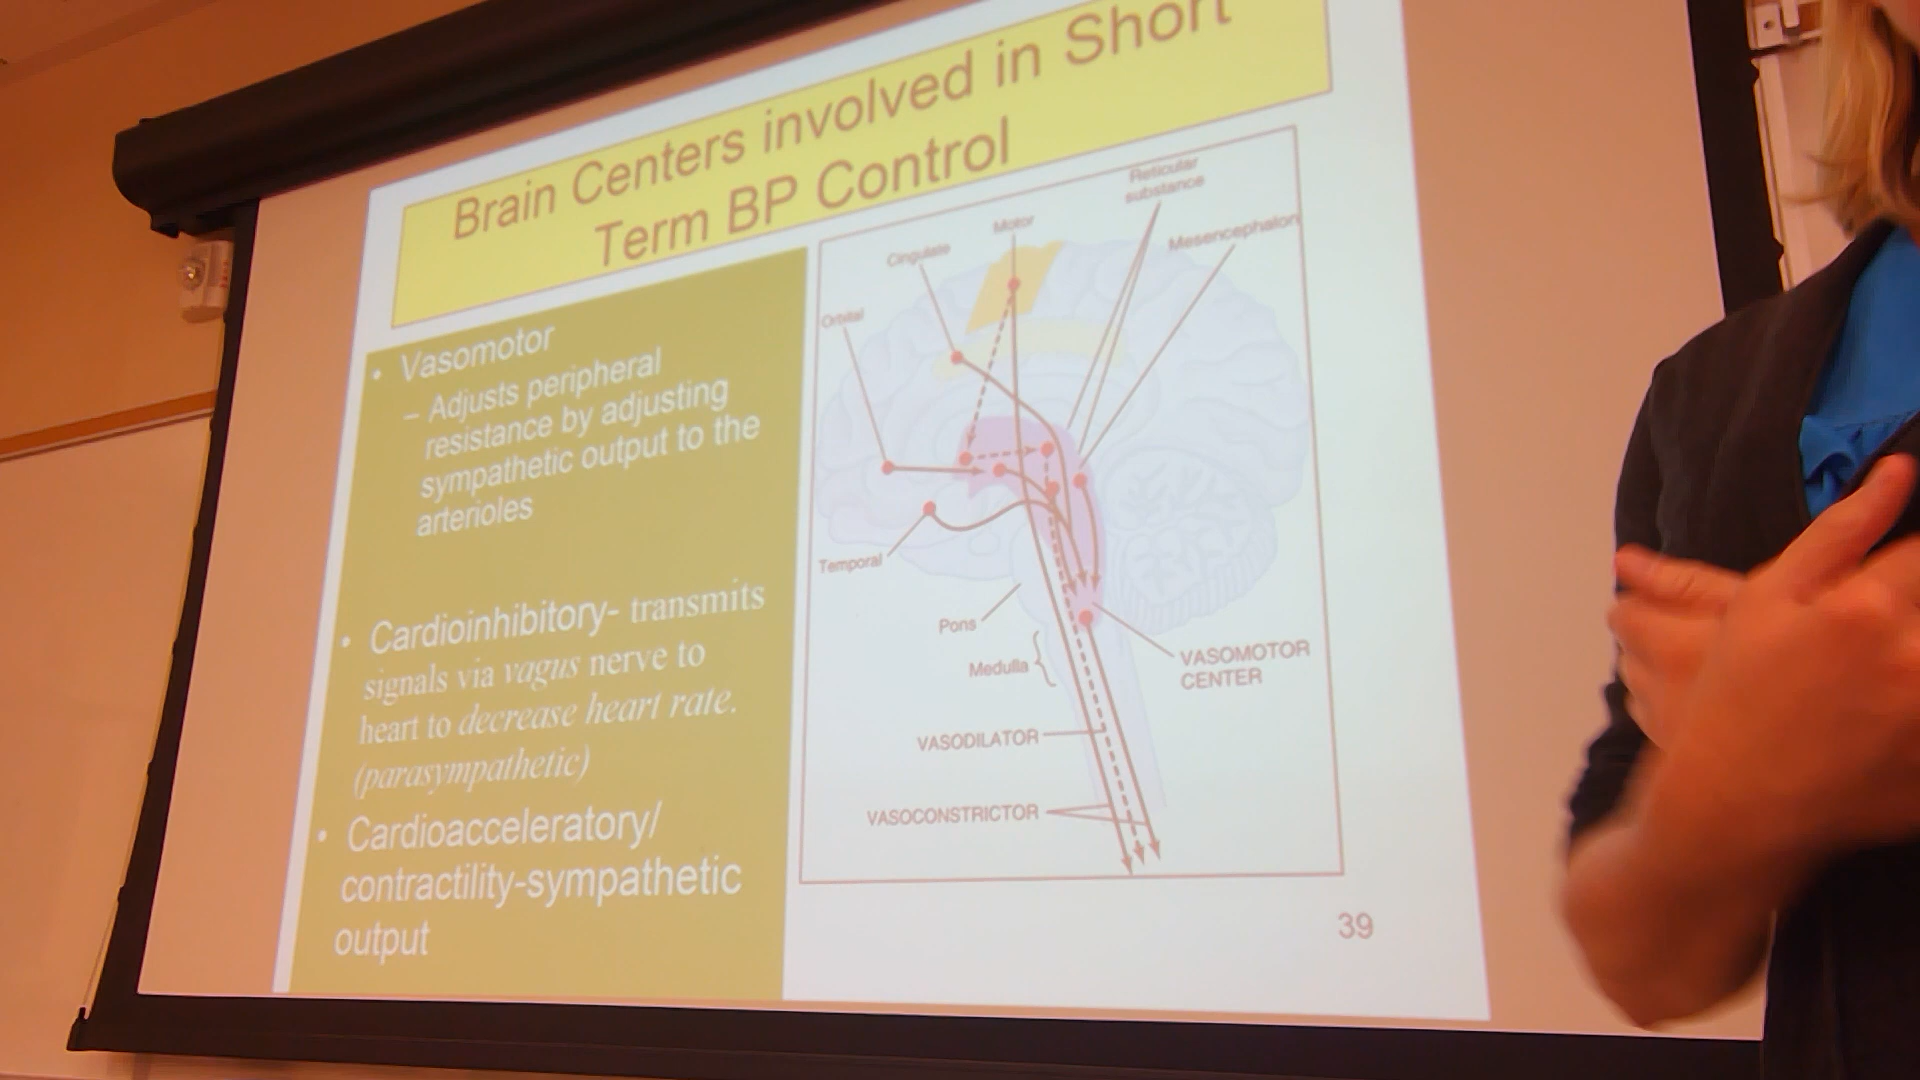 Brain Centers involved in Short
Term BP Control
• Vasomotor
– Adjusts peripheral
resistance by adjusting
sympathetic output to the
arterioles
• Cardioinhibitory- transmits
signals via vagus nerve to
heart to decrease heart rate.
(parasympathetic)
• Cardioacceleratory/
contractility-sympathetic
output
Reticular
substance
Motor
Mesencephalon
Cingulate
Orbital
Temporal
Pons
Medulla
VASOMOTOR
CENTER
VASODILATOR
VASOCONSTRICTOR
39